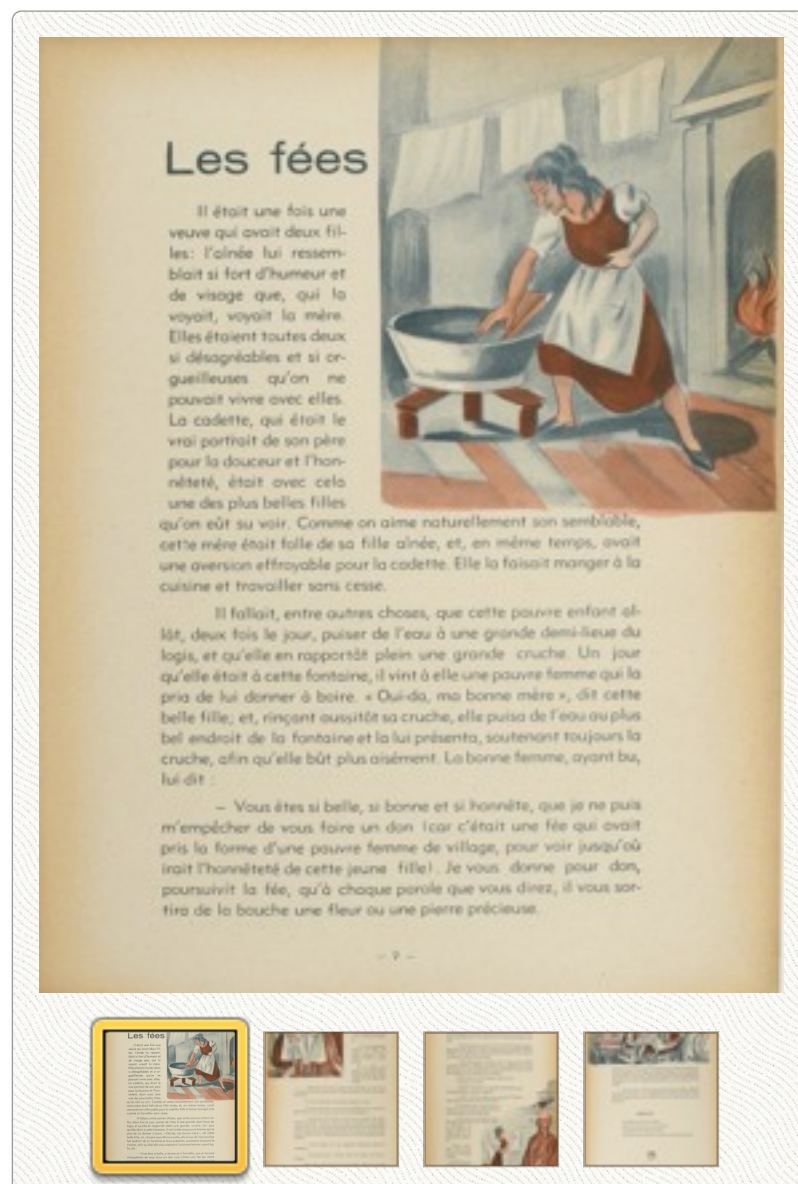 Les fées
Il était une fois une
veuve qui avait deux fil-
les: l'aînée lui ressem-
blait si fort d'humeur et
de visage que, qui la
voyait, voyait la mère.
Elles étaient toutes deux
si désagréables et si or-
gueilleuses qu'on ne
pouvait vivre avec elles.
La cadette, qui était le
vrai portrait de son père
pour la douceur et l'hon-
nêteté, était avec cela
une des plus belles filles
qu'on eût su voir. Comme on aime naturellement son semblable,
cette mère était folle de sa fille aînée, et, en même temps, avait
une aversion effroyable pour la cadette. Elle la faisait manger à la
cuisine et travailler sans cesse.
Il fallait, entre autres choses, que cette pauvre enfant al-
lât, deux fois le jour, puiser de l'eau à une grande demi-lieue du
logis, et qu'elle en rapportât plein une grande cruche. Un jour
qu'elle était à cette fontaine, il vint à elle une pauvre femme qui la
pria de lui donner à boire. « Oui-da, ma bonne mère », dit cette
belle fille; et, rinçant aussitôt sa cruche, elle puisa de l'eau au plus
bel endroit de la fontaine et la lui présenta, soutenant toujours la
cruche, afin qu'elle bût plus aisément. La bonne femme, ayant bu,
lui dit :
— Vous êtes si belle, si bonne et si honnête, que je ne puis
m'empêcher de vous faire un don (car c'était une fée qui avait
pris la forme d'une pauvre femme de village, pour voir jusqu'où
irait l'honnêteté de cette jeune fille). Je vous donne pour don,
poursuivit la fée, qu'à chaque parole que vous direz, il vous sor-
tira de la bouche une fleur ou une pierre précieuse.
— 9 —
Les fées